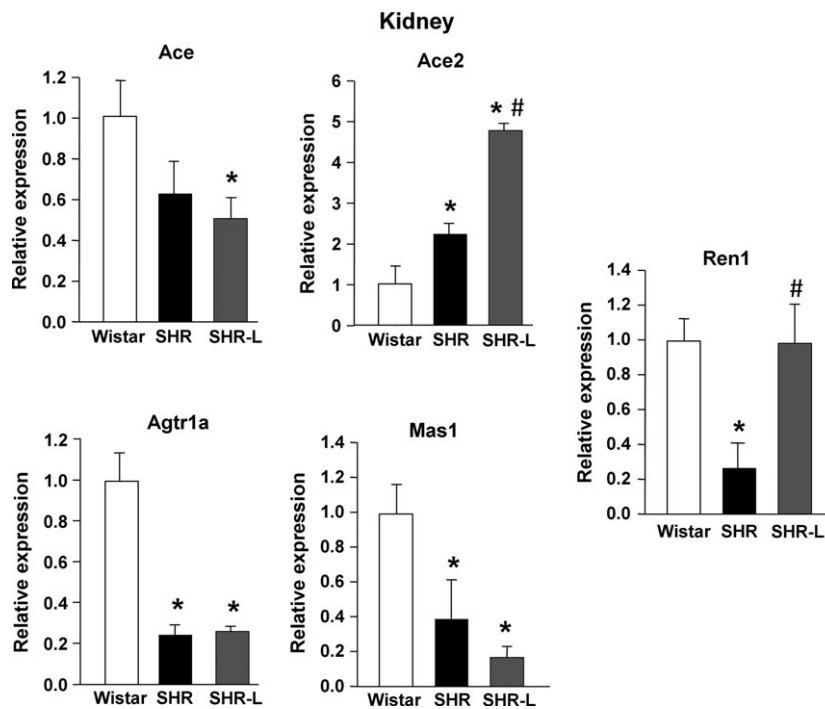 Kidney
Ace
Relative expression
1.2
1.0
0.8
0.6
0.4
0.2
0.0
*
Wistar SHR SHR-L
Ace2
Relative expression
6
5
4
3
2
1
0
*
* #
Wistar SHR SHR-L
Ren1
Relative expression
1.4
1.2
1.0
0.8
0.6
0.4
0.2
0.0
*
#
Wistar SHR SHR-L
Agtr1a
Relative expression
1.2
1.0
0.8
0.6
0.4
0.2
0.0
*
*
Wistar SHR SHR-L
Mas1
Relative expression
1.4
1.2
1.0
0.8
0.6
0.4
0.2
0.0
*
*
Wistar SHR SHR-L